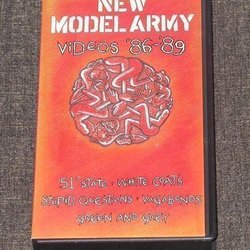 NEW
MODEL ARMY
VIDEOS '86-'89
51ST STATE • WHITE COATS
STUPID QUESTIONS • VAGABONDS
GREEN AND GREY